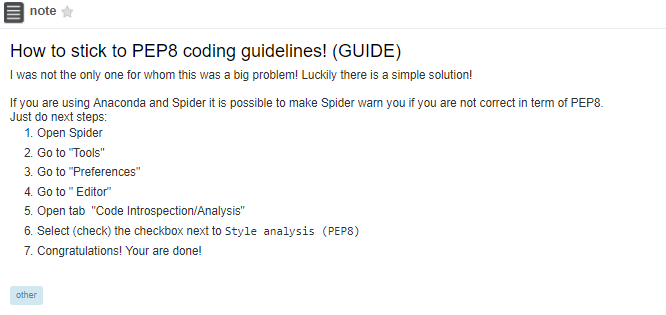 note
How to stick to PEP8 coding guidelines! (GUIDE)
I was not the only one for whom this was a big problem! Luckily there is a simple solution!
If you are using Anaconda and Spider it is possible to make Spider warn you if you are not correct in term of PEP8.
Just do next steps:
1. Open Spider
2. Go to "Tools"
3. Go to "Preferences"
4. Go to " Editor"
5. Open tab  "Code Introspection/Analysis"
6. Select (check) the checkbox next to Style analysis (PEP8)
7. Congratulations! Your are done!
other